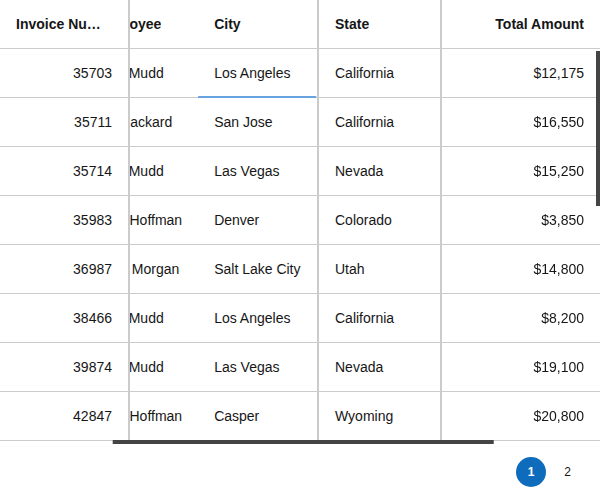 Invoice Nu… oyee City State Total Amount
35703 Mudd Los Angeles California $12,175
35711 ackard San Jose California $16,550
35714 Mudd Las Vegas Nevada $15,250
35983 Hoffman Denver Colorado $3,850
36987 Morgan Salt Lake City Utah $14,800
38466 Mudd Los Angeles California $8,200
39874 Mudd Las Vegas Nevada $19,100
42847 Hoffman Casper Wyoming $20,800
1 2